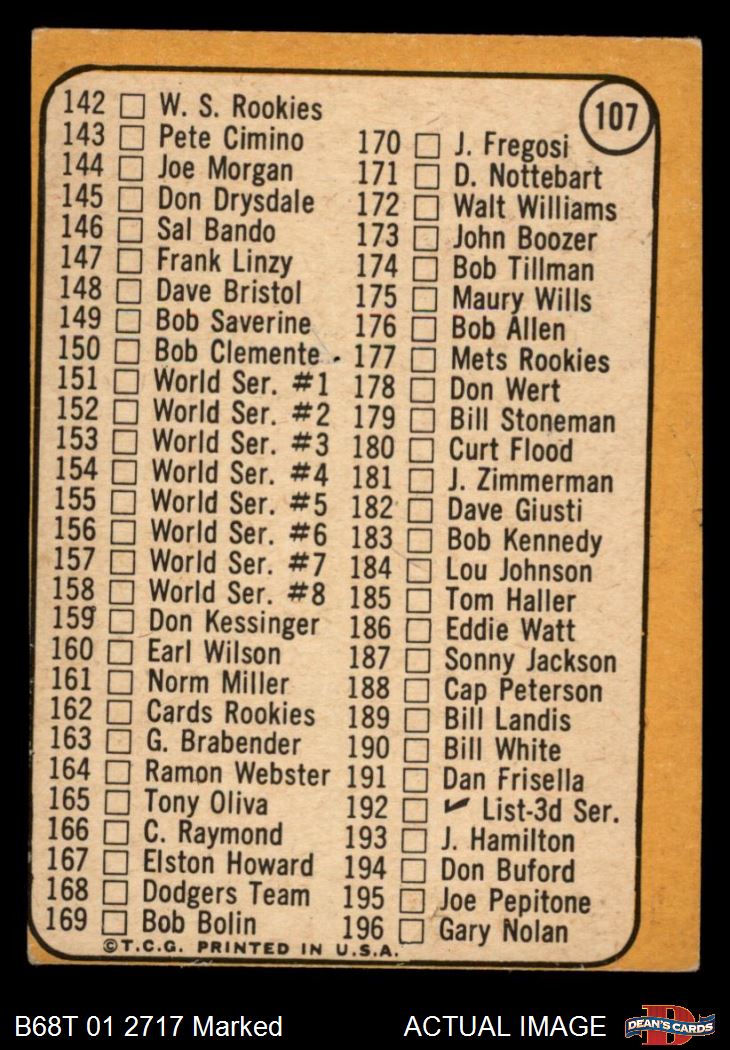 107
142 W. S. Rookies
143 Pete Cimino
144 Joe Morgan
145 Don Drysdale
146 Sal Bando
147 Frank Linzy
148 Dave Bristol
149 Bob Saverine
150 Bob Clemente
151 World Ser. #1
152 World Ser. #2
153 World Ser. #3
154 World Ser. #4
155 World Ser. #5
156 World Ser. #6
157 World Ser. #7
158 World Ser. #8
159 Don Kessinger
160 Earl Wilson
161 Norm Miller
162 Cards Rookies
163 G. Brabender
164 Ramon Webster
165 Tony Oliva
166 C. Raymond
167 Elston Howard
168 Dodgers Team
169 Bob Bolin
170 J. Fregosi
171 D. Nottebart
172 Walt Williams
173 John Boozer
174 Bob Tillman
175 Maury Wills
176 Bob Allen
177 Mets Rookies
178 Don Wert
179 Bill Stoneman
180 Curt Flood
181 J. Zimmerman
182 Dave Giusti
183 Bob Kennedy
184 Lou Johnson
185 Tom Haller
186 Eddie Watt
187 Sonny Jackson
188 Cap Peterson
189 Bill Landis
190 Bill White
191 Dan Frisella
192 ✔ List-3d Ser.
193 J. Hamilton
194 Don Buford
195 Joe Pepitone
196 Gary Nolan
©T.C.G. PRINTED IN U.S.A.
B68T 01 2717 Marked
ACTUAL IMAGE
D
DEAN'S CARDS